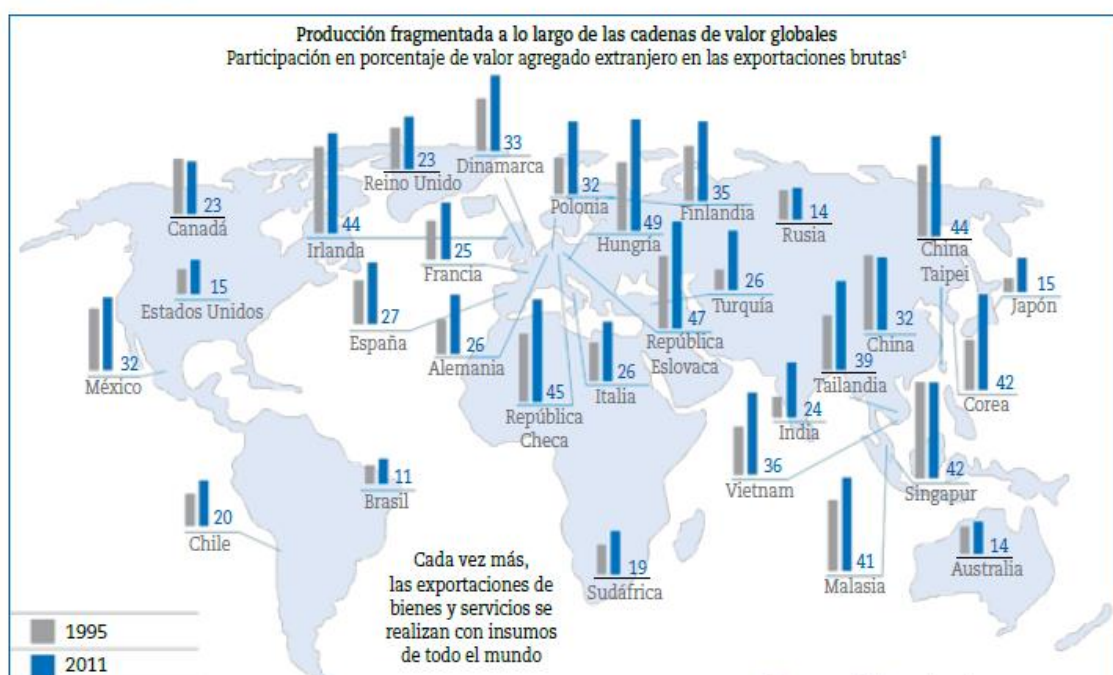 Producción fragmentada a lo largo de las cadenas de valor globales
Participación en porcentaje de valor agregado extranjero en las exportaciones brutas¹
33
Dinamarca
23
Reino Unido
23
Canadá
44
Irlanda
32
Polonia
49
Hungría
35
Finlandia
14
Rusia
44
China
Taipei
25
Francia
15
Estados Unidos
27
España
26
Alemania
45
República
Checa
26
Italia
47
República
Eslovaca
26
Turquía
32
China
39
Tailandia
15
Japón
42
Corea
32
México
24
India
36
Vietnam
42
Singapur
11
Brasil
20
Chile
19
Sudáfrica
41
Malasia
14
Australia
Cada vez más,
las exportaciones de
bienes y servicios se
realizan con insumos
de todo el mundo
1995
2011